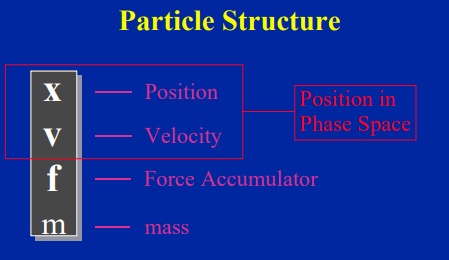 Particle Structure
x Position
v Velocity
Position in
Phase Space
f Force Accumulator
m mass